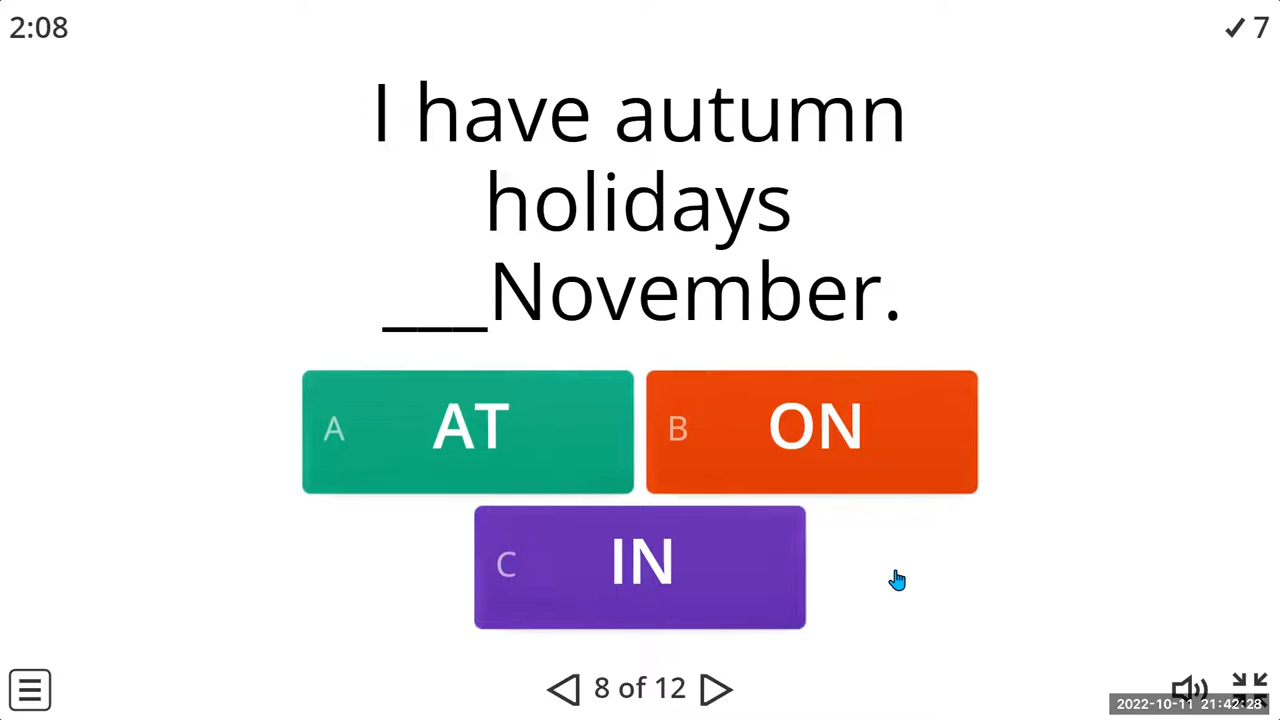 2:08
✓ 7
I have autumn
holidays
___November.
A AT
B ON
C IN
8 of 12
2022-10-11 21:42:28